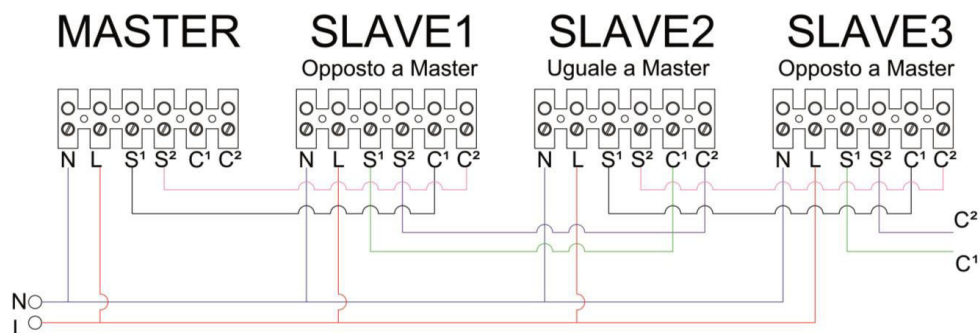 MASTER SLAVE1 SLAVE2 SLAVE3
Opposto a Master Uguale a Master Opposto a Master
N L S¹ S² C¹ C² N L S¹ S² C¹ C² N L S¹ S² C¹ C² N L S¹ S² C¹ C²
C²
C¹
N
L